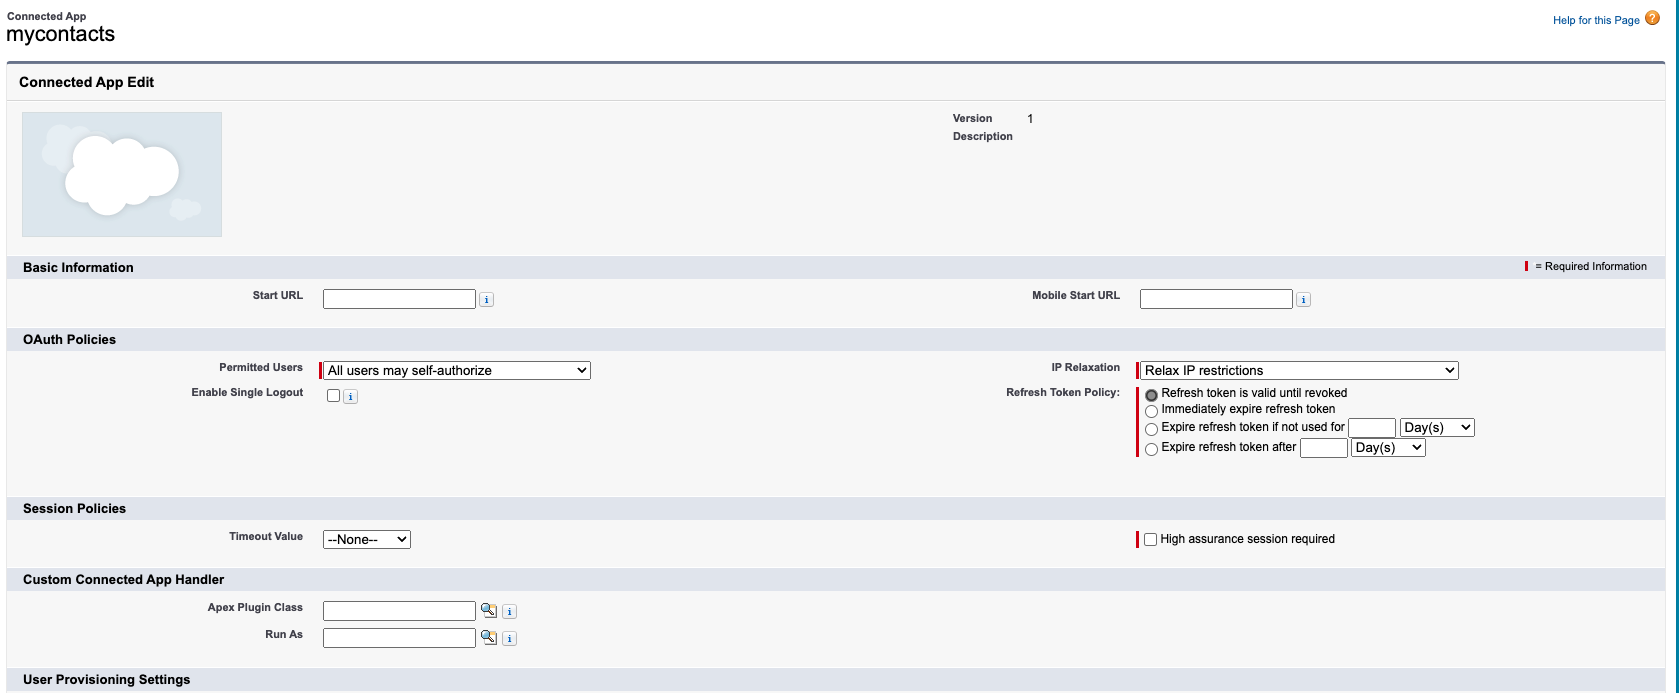 Connected App
mycontacts
Help for this Page ?
Connected App Edit
Version 1
Description
Basic Information
= Required Information
Start URL i
Mobile Start URL i
OAuth Policies
Permitted Users All users may self-authorize
IP Relaxation Relax IP restrictions
Enable Single Logout i
Refresh Token Policy: Refresh token is valid until revoked
Immediately expire refresh token
Expire refresh token if not used for Day(s)
Expire refresh token after Day(s)
Session Policies
Timeout Value --None--
High assurance session required
Custom Connected App Handler
Apex Plugin Class i
Run As i
User Provisioning Settings